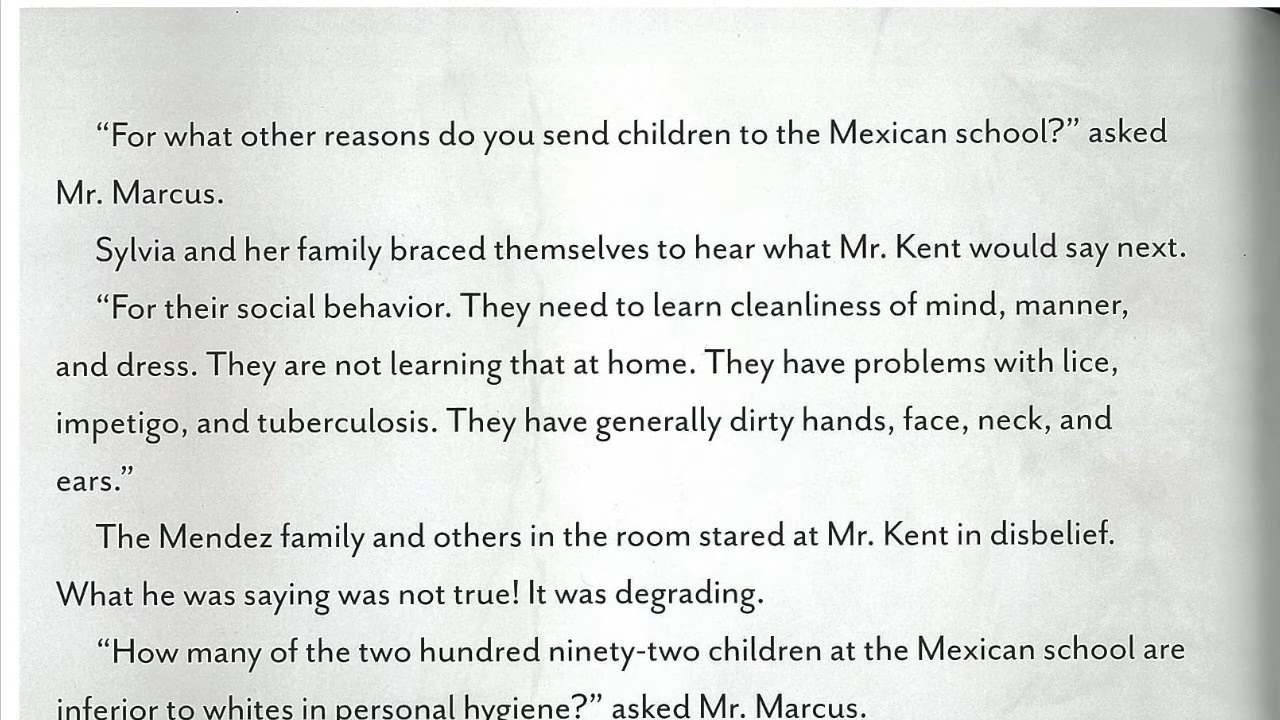 “For what other reasons do you send children to the Mexican school?” asked
Mr. Marcus.
Sylvia and her family braced themselves to hear what Mr. Kent would say next.
“For their social behavior. They need to learn cleanliness of mind, manner,
and dress. They are not learning that at home. They have problems with lice,
impetigo, and tuberculosis. They have generally dirty hands, face, neck, and
ears.”
The Mendez family and others in the room stared at Mr. Kent in disbelief.
What he was saying was not true! It was degrading.
“How many of the two hundred ninety-two children at the Mexican school are
inferior to whites in personal hygiene?” asked Mr. Marcus.